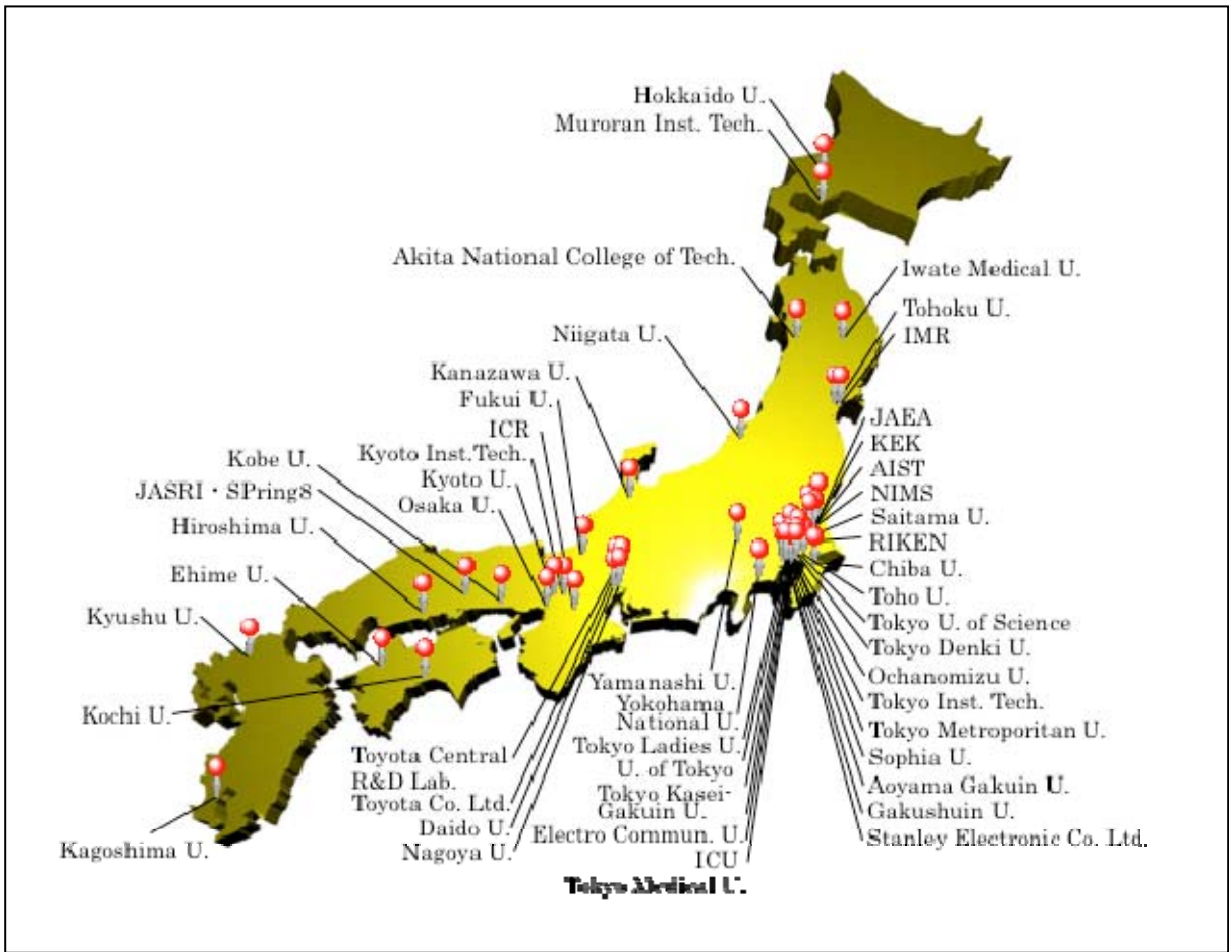 Hokkaido U.
Muroran Inst. Tech.
Akita National College of Tech.
Iwate Medical U.
Tohoku U.
Niigata U.
IMR
Kanazawa U.
Fukui U.
JAEA
ICR
KEK
Kyoto Inst.Tech.
Kobe U.
AIST
Kyoto U.
JASRI・SPring8
NIMS
Osaka U.
Saitama U.
Hiroshima U.
RIKEN
Ehime U.
Chiba U.
Toho U.
Kyushu U.
Tokyo U. of Science
Tokyo Denki U.
Ochanomizu U.
Yamanashi U.
Tokyo Inst. Tech.
Yokohama
National U.
Kochi U.
Tokyo Metroporitan U.
Tokyo Ladies U.
Toyota Central
R&D Lab.
Sophia U.
U. of Tokyo
Aoyama Gakuin U.
Tokyo Kasei-
Gakuin U.
Toyota Co. Ltd.
Gakushuin U.
Daido U.
Electro Commun. U.
Stanley Electronic Co. Ltd.
Nagoya U.
Kagoshima U.
ICU
Tokyo Medical U.